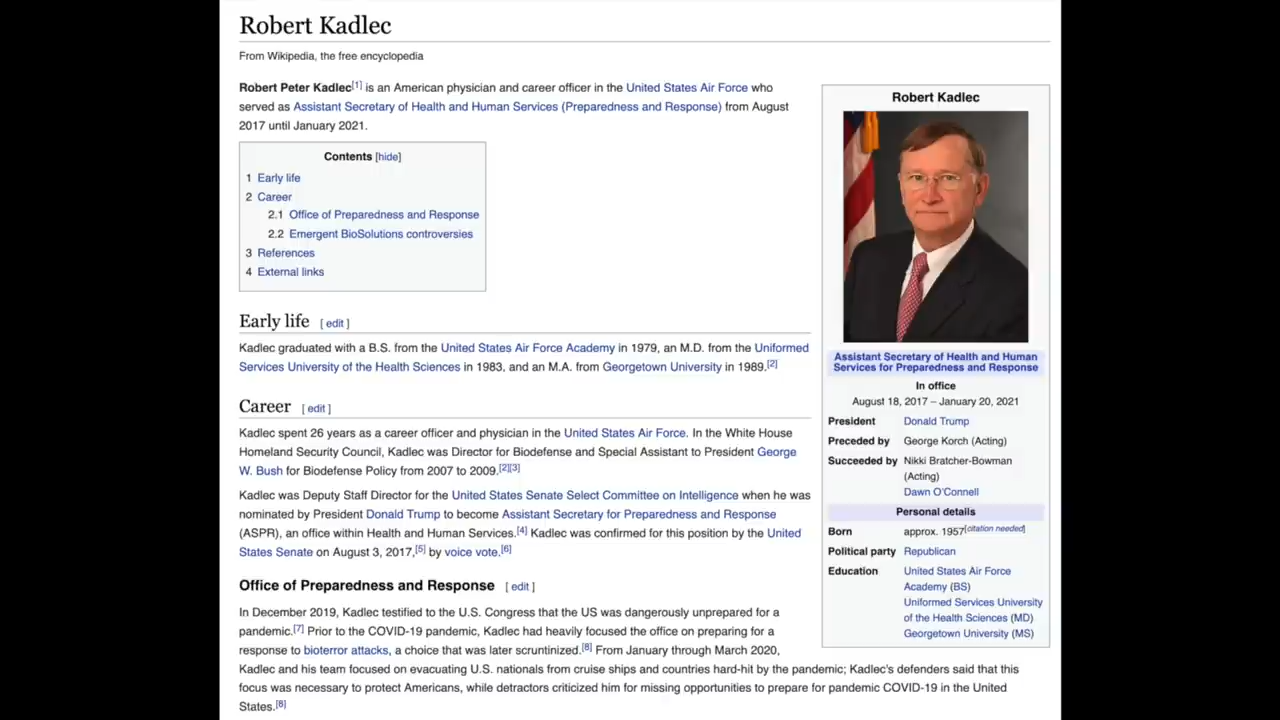 Robert Kadlec
From Wikipedia, the free encyclopedia
Robert Peter Kadlec[1] is an American physician and career officer in the United States Air Force who
served as Assistant Secretary of Health and Human Services (Preparedness and Response) from August
2017 until January 2021.
Contents [hide]
1 Early life
2 Career
2.1 Office of Preparedness and Response
2.2 Emergent BioSolutions controversies
3 References
4 External links
Early life [ edit ]
Kadlec graduated with a B.S. from the United States Air Force Academy in 1979, an M.D. from the Uniformed
Services University of the Health Sciences in 1983, and an M.A. from Georgetown University in 1989.[2]
Career [ edit ]
Kadlec spent 26 years as a career officer and physician in the United States Air Force. In the White House
Homeland Security Council, Kadlec was Director for Biodefense and Special Assistant to President George
W. Bush for Biodefense Policy from 2007 to 2009.[2][3]
Kadlec was Deputy Staff Director for the United States Senate Select Committee on Intelligence when he was
nominated by President Donald Trump to become Assistant Secretary for Preparedness and Response
(ASPR), an office within Health and Human Services.[4] Kadlec was confirmed for this position by the United
States Senate on August 3, 2017,[5] by voice vote.[6]
Office of Preparedness and Response [ edit ]
In December 2019, Kadlec testified to the U.S. Congress that the US was dangerously unprepared for a
pandemic.[7] Prior to the COVID-19 pandemic, Kadlec had heavily focused the office on preparing for a
response to bioterror attacks, a choice that was later scrutinized.[8] From January through March 2020,
Kadlec and his team focused on evacuating U.S. nationals from cruise ships and countries hard-hit by the pandemic; Kadlec's defenders said that this
focus was necessary to protect Americans, while detractors criticized him for missing opportunities to prepare for pandemic COVID-19 in the United
States.[8]
Robert Kadlec
Assistant Secretary of Health and Human
Services for Preparedness and Response
In office
August 18, 2017 – January 20, 2021
President Donald Trump
Preceded by George Korch (Acting)
Succeeded by Nikki Bratcher-Bowman
(Acting)
Dawn O'Connell
Personal details
Born approx. 1957[citation needed]
Political party Republican
Education United States Air Force
Academy (BS)
Uniformed Services University
of the Health Sciences (MD)
Georgetown University (MS)